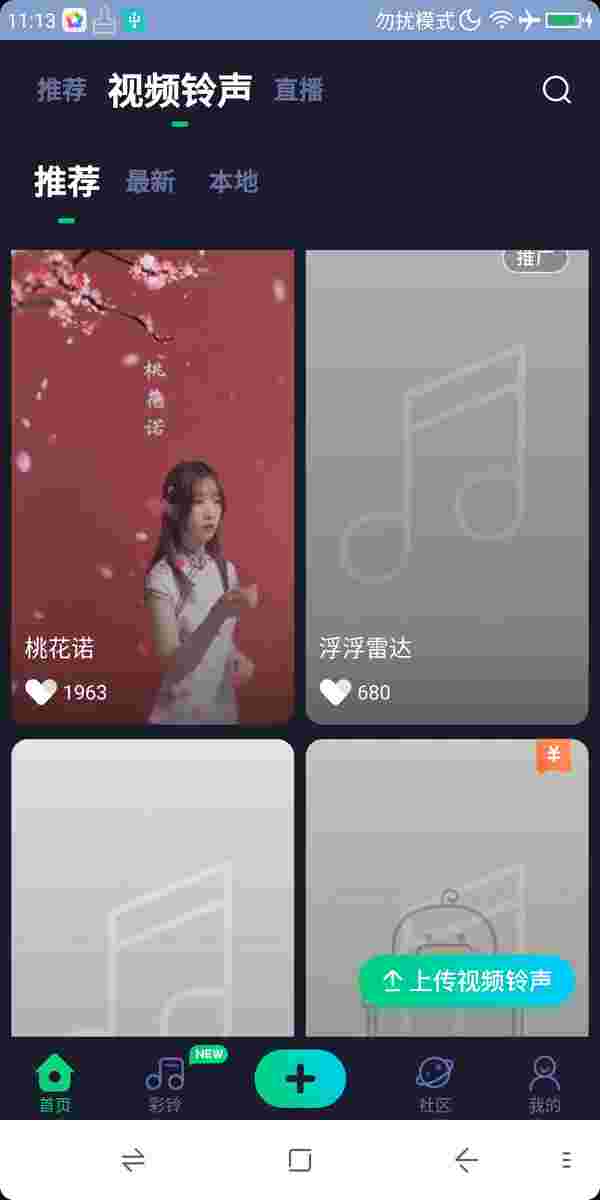 11:13 勿扰模式
推荐 视频铃声 直播
推荐 最新 本地
推广
桃花诺
桃花诺
1963
浮浮雷达
680
¥
上传视频铃声
NEW
首页 彩铃 社区 我的